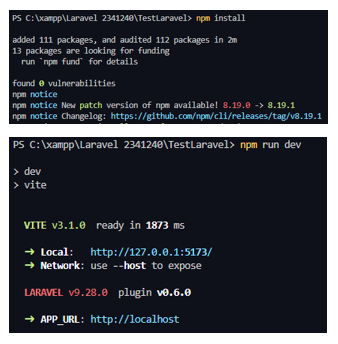 PS C:\xampp\Laravel 2341240\TestLaravel> npm install
added 111 packages, and audited 112 packages in 2m
13 packages are looking for funding
run `npm fund` for details
found 0 vulnerabilities
npm notice
npm notice New patch version of npm available! 8.19.0 -> 8.19.1
npm notice Changelog: https://github.com/npm/cli/releases/tag/v8.19.1
PS C:\xampp\Laravel 2341240\TestLaravel> npm run dev
> dev
> vite
VITE v3.1.0 ready in 1873 ms
➜ Local: http://127.0.0.1:5173/
➜ Network: use --host to expose
LARAVEL v9.28.0 plugin v0.6.0
➜ APP_URL: http://localhost